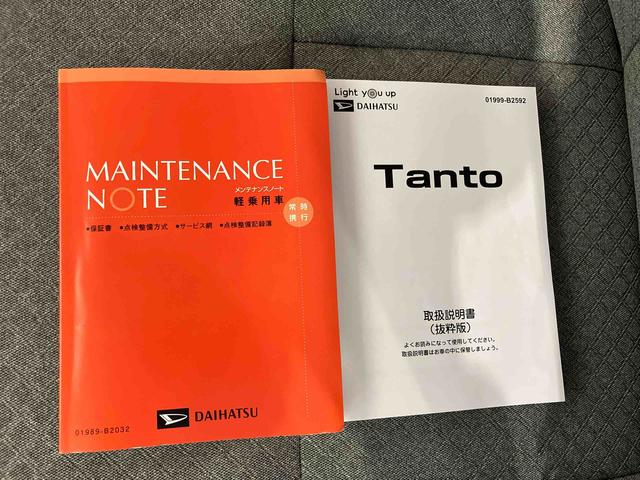 MAINTENANCE
NOTE
メンテナンスノート
軽乗用車
常時
携行
●保証書 ●点検整備方式 ●サービス網 ●点検整備記録簿
DAIHATSU
01989-B2032
Light you up
DAIHATSU
01999-B2592
Tanto
取扱説明書
(抜粋版)
よくお読みになって使用してください。
取扱説明書はお車の中に保管しましょう。